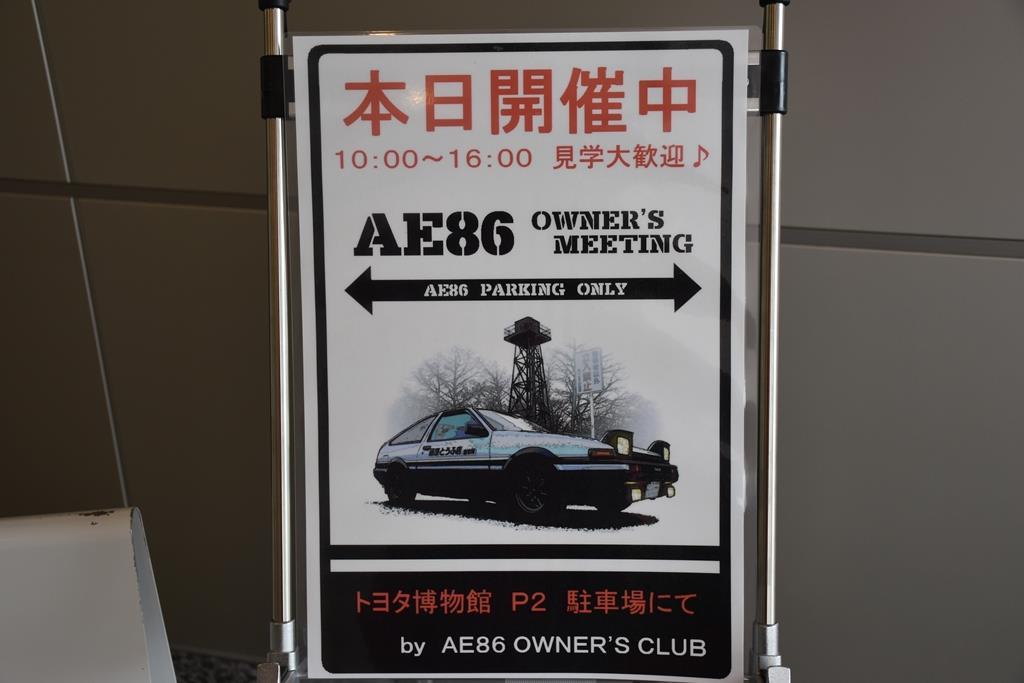 本日開催中
10:00～16:00 見学大歓迎♪
AE86 OWNER'S MEETING
AE86 PARKING ONLY
トヨタ博物館 P2 駐車場にて
by AE86 OWNER'S CLUB